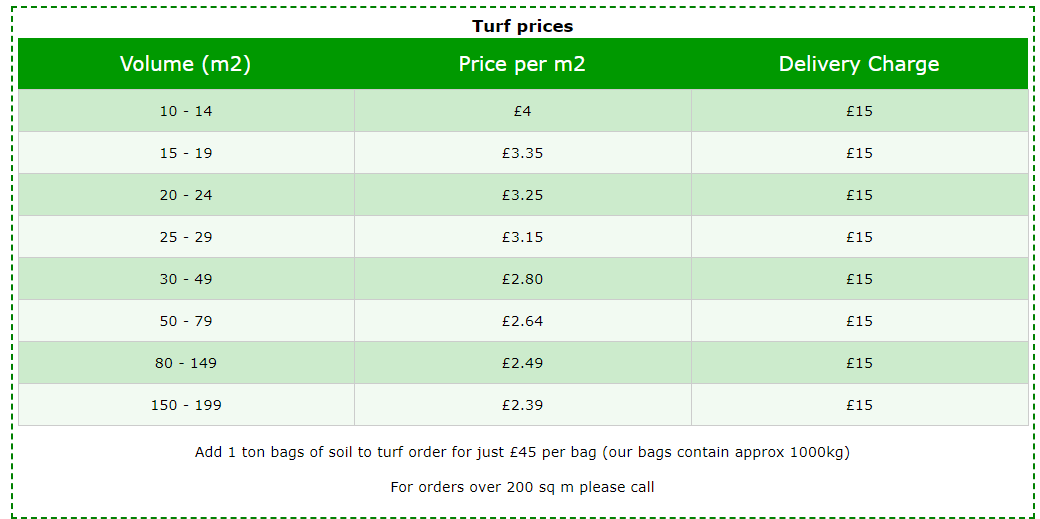 Turf prices
Volume (m2) Price per m2 Delivery Charge
10 - 14 £4 £15
15 - 19 £3.35 £15
20 - 24 £3.25 £15
25 - 29 £3.15 £15
30 - 49 £2.80 £15
50 - 79 £2.64 £15
80 - 149 £2.49 £15
150 - 199 £2.39 £15
Add 1 ton bags of soil to turf order for just £45 per bag (our bags contain approx 1000kg)
For orders over 200 sq m please call